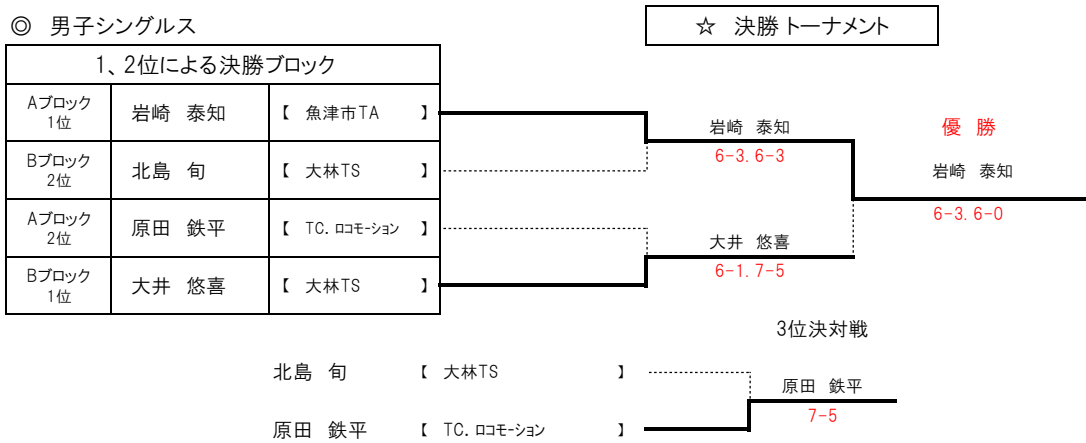 ◎ 男子シングルス
☆ 決勝トーナメント
1、2位による決勝ブロック
Aブロック
1位
岩崎 泰知
【 魚津市TA 】
Bブロック
2位
北島 旬
【 大林TS 】
Aブロック
2位
原田 鉄平
【 TC. ロコモーション 】
Bブロック
1位
大井 悠喜
【 大林TS 】
岩崎 泰知
6-3. 6-3
大井 悠喜
6-1. 7-5
優 勝
岩崎 泰知
6-3. 6-0
3位決対戦
北島 旬 【 大林TS 】
原田 鉄平 【 TC. ロコモーション 】
原田 鉄平
7-5